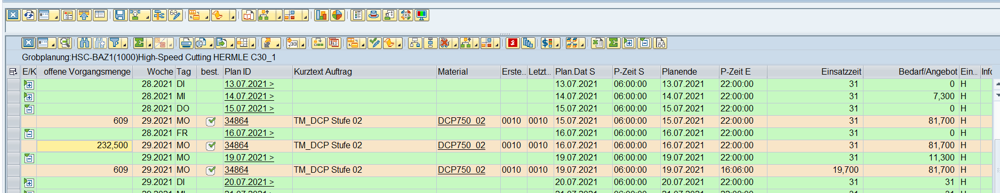 Grobplanung:HSC-BAZ1(1000)High-Speed Cutting HERMLE C30_1
E/K offene Vorgangsmenge Woche Tag best. Plan ID Kurztext Auftrag Material Erste... Letzt... Plan.Dat S P-Zeit S Planende P-Zeit E Einsatzzeit Bedarf/Angebot Ein... Info
28.2021 DI 13.07.2021 > 13.07.2021 06:00:00 13.07.2021 22:00:00 31 0 H
28.2021 MI 14.07.2021 > 14.07.2021 06:00:00 14.07.2021 22:00:00 31 7,300 H
28.2021 DO 15.07.2021 > 15.07.2021 06:00:00 15.07.2021 22:00:00 31 0 H
609 29.2021 MO 34864 TM_DCP Stufe 02 DCP750_02 0010 0010 15.07.2021 06:00:00 15.07.2021 22:00:00 31 81,700 H
28.2021 FR 16.07.2021 > 16.07.2021 06:00:00 16.07.2021 22:00:00 31 0 H
232,500 29.2021 MO 34864 TM_DCP Stufe 02 DCP750_02 0010 0010 16.07.2021 06:00:00 16.07.2021 22:00:00 31 81,700 H
29.2021 MO 19.07.2021 > 19.07.2021 06:00:00 19.07.2021 22:00:00 31 11,300 H
609 29.2021 MO 34864 TM_DCP Stufe 02 DCP750_02 0010 0010 19.07.2021 06:00:00 19.07.2021 16:06:00 19,700 81,700 H
29.2021 DI 20.07.2021 > 20.07.2021 06:00:00 20.07.2021 22:00:00 31 31 H